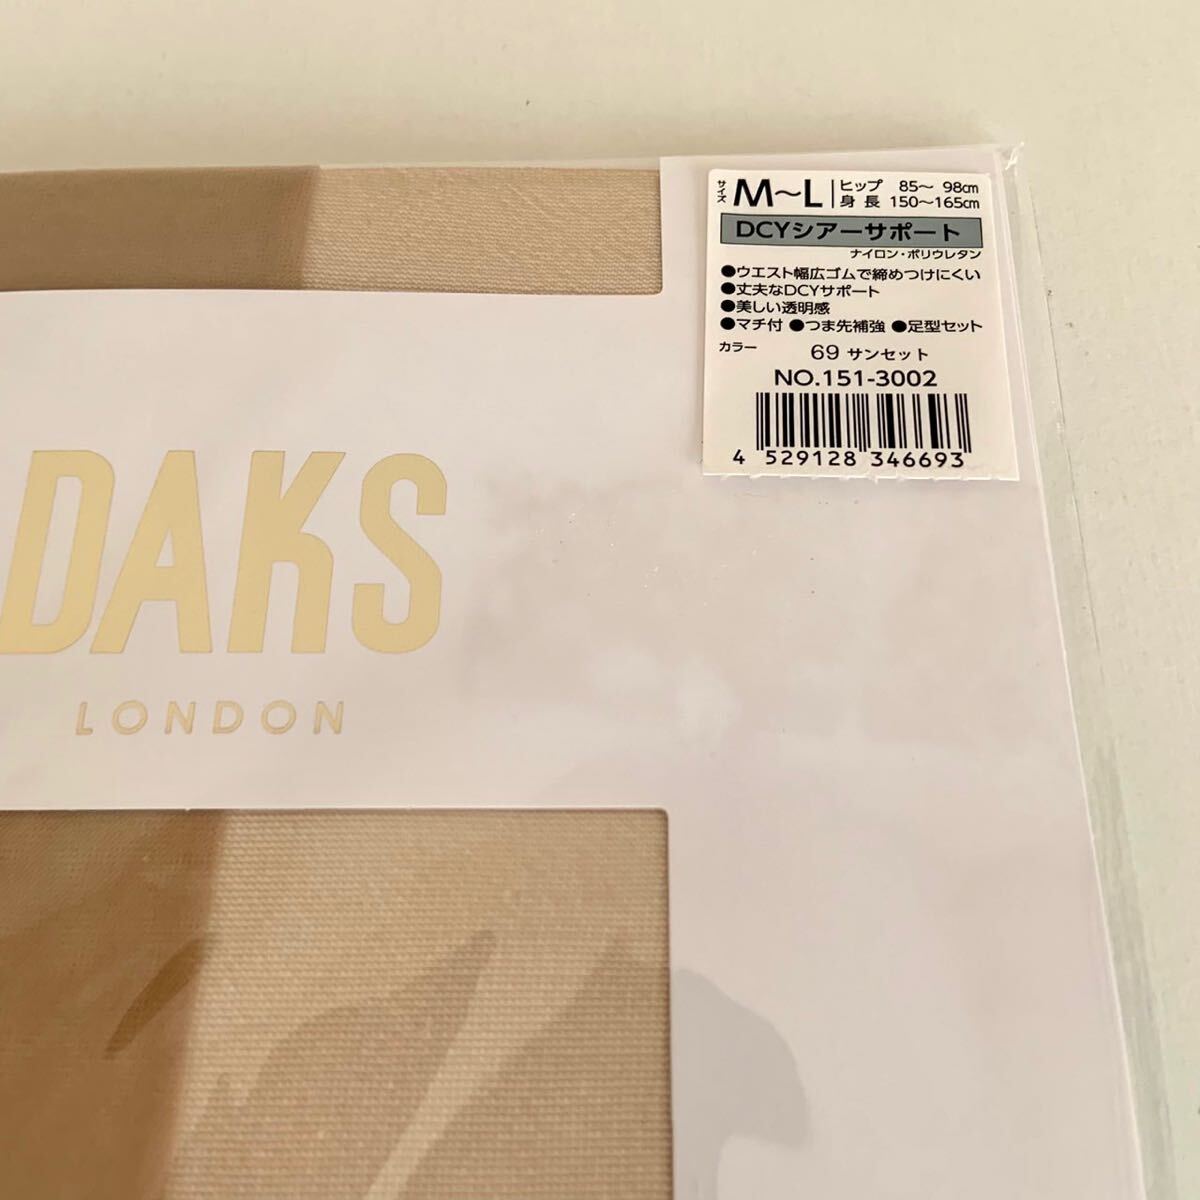 サイズ M〜L ヒップ 85〜 98㎝
身長 150〜165㎝
DCYシアーサポート
ナイロン・ポリウレタン
●ウエスト幅広ゴムで締めつけにくい
●丈夫なDCYサポート
●美しい透明感
●マチ付 ●つま先補強 ●足型セット
カラー 69 サンセット
NO.151-3002
4 529128 346693
DAKS
LONDON